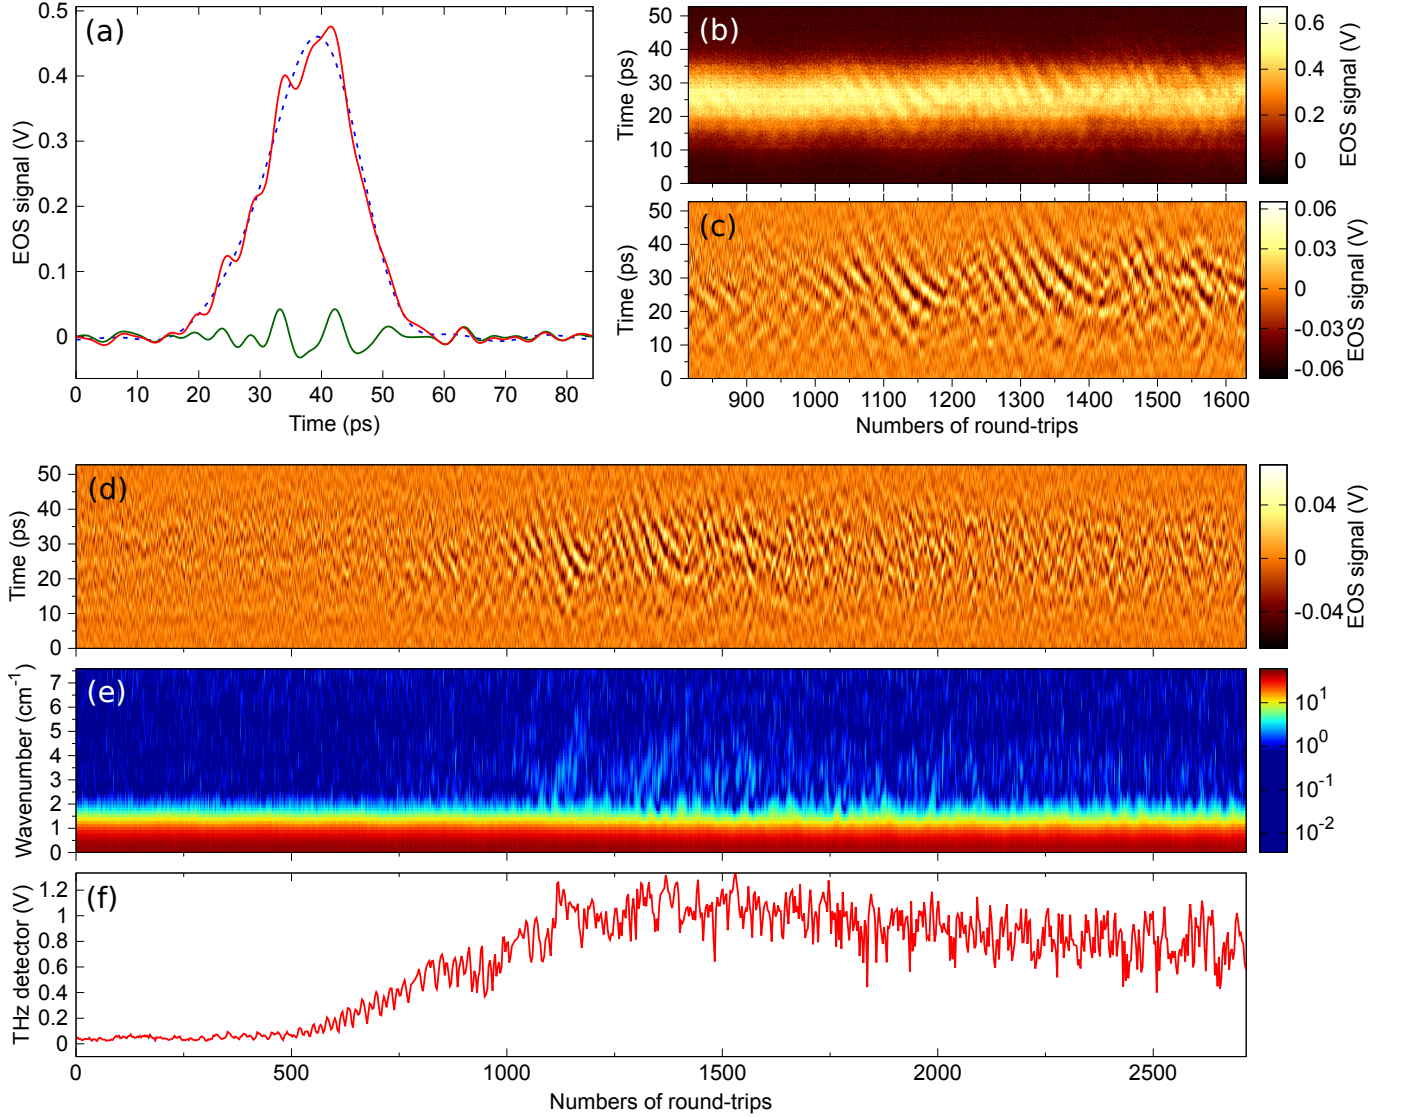 (a)
EOS signal (V)
0.5
0.4
0.3
0.2
0.1
0
0 10 20 30 40 50 60 70 80
Time (ps)
(b)
Time (ps)
50
40
30
20
10
0
0.6
0.4
0.2
0
EOS signal (V)
(c)
Time (ps)
50
40
30
20
10
0
0.06
0.03
0
-0.03
-0.06
EOS signal (V)
900 1000 1100 1200 1300 1400 1500 1600
Numbers of round-trips
(d)
Time (ps)
50
40
30
20
10
0
0.04
0
-0.04
EOS signal (V)
(e)
Wavenumber (cm⁻¹)
7
6
5
4
3
2
1
0
10¹
10⁰
10⁻¹
10⁻²
(f)
THz detector (V)
1.2
1
0.8
0.6
0.4
0.2
0
0 500 1000 1500 2000 2500
Numbers of round-trips